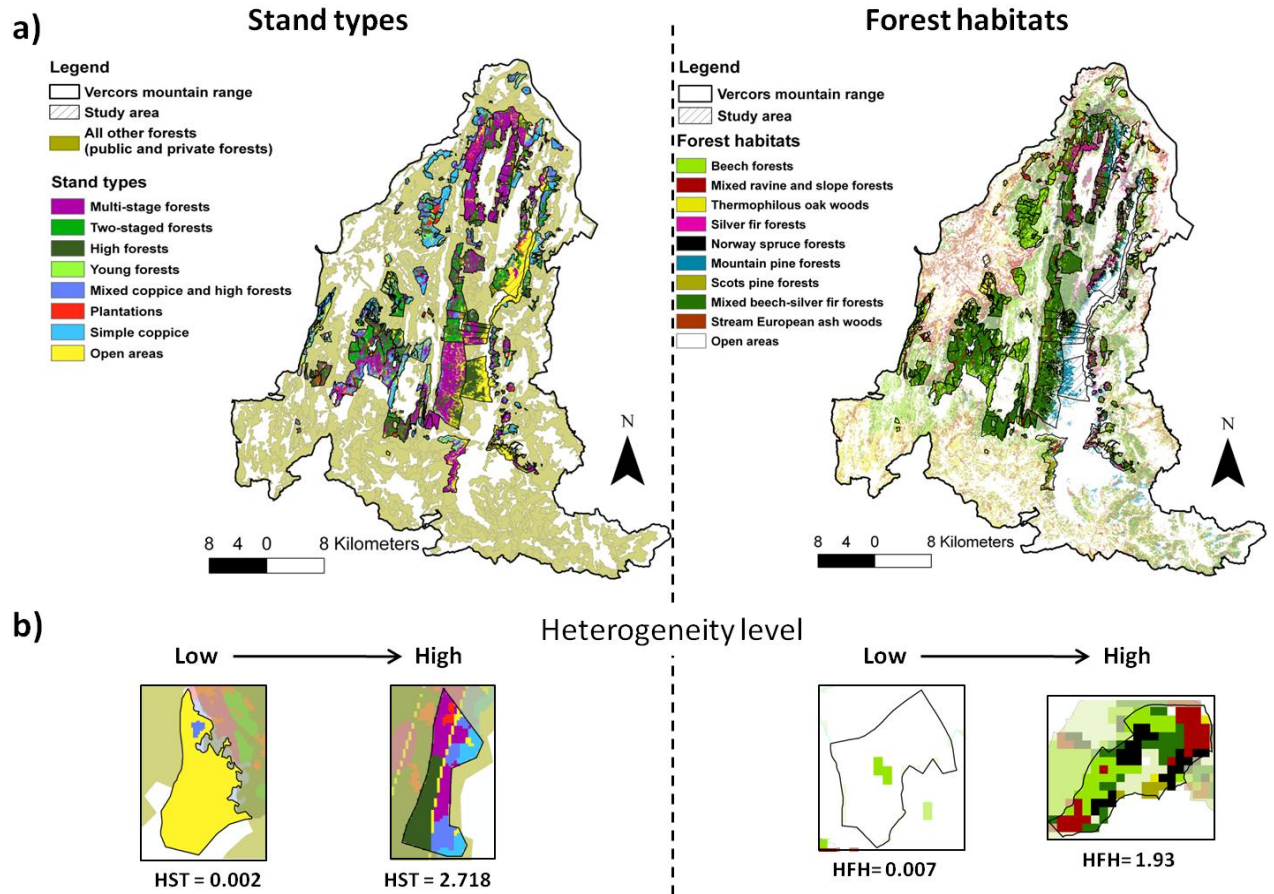 a)
Stand types
Forest habitats
Legend
Vercors mountain range
Study area
All other forests
(public and private forests)
Stand types
Multi-stage forests
Two-staged forests
High forests
Young forests
Mixed coppice and high forests
Plantations
Simple coppice
Open areas
N
8 4 0 8 Kilometers
Legend
Vercors mountain range
Study area
Forest habitats
Beech forests
Mixed ravine and slope forests
Thermophilous oak woods
Silver fir forests
Norway spruce forests
Mountain pine forests
Scots pine forests
Mixed beech-silver fir forests
Stream European ash woods
Open areas
N
8 4 0 8 Kilometers
b)
Heterogeneity level
Low High
Low High
HST = 0.002
HST = 2.718
HFH= 0.007
HFH= 1.93